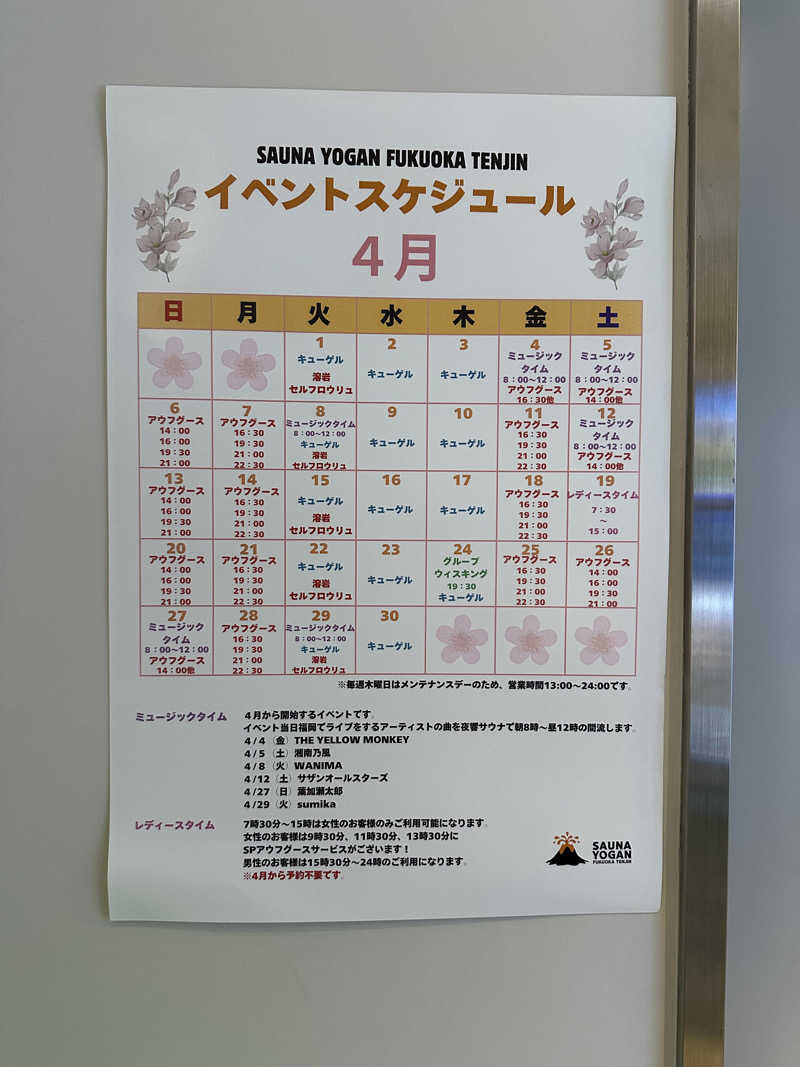 SAUNA YOGAN FUKUOKA TENJIN
イベントスケジュール
4月
日 月 火 水 木 金 土
1
キューゲル
溶岩
セルフロウリュ
2
キューゲル
3
キューゲル
4
ミュージック
タイム
8：00〜12：00
アウフグース
16：30他
5
ミュージック
タイム
8：00〜12：00
アウフグース
14：00他
6
アウフグース
14：00
16：00
19：30
21：00
7
アウフグース
16：30
19：30
21：00
22：30
8
ミュージックタイム
8：00〜12：00
キューゲル
溶岩
セルフロウリュ
9
キューゲル
10
キューゲル
11
アウフグース
16：30
19：30
21：00
22：30
12
ミュージック
タイム
8：00〜12：00
アウフグース
14：00他
13
アウフグース
14：00
16：00
19：30
21：00
14
アウフグース
16：30
19：30
21：00
22：30
15
キューゲル
溶岩
セルフロウリュ
16
キューゲル
17
キューゲル
18
アウフグース
16：30
19：30
21：00
22：30
19
レディースタイム
7：30
〜
15：00
20
アウフグース
14：00
16：00
19：30
21：00
21
アウフグース
16：30
19：30
21：00
22：30
22
キューゲル
溶岩
セルフロウリュ
23
キューゲル
24
グループ
ウィスキング
19：30
キューゲル
25
アウフグース
16：30
19：30
21：00
22：30
26
アウフグース
14：00
16：00
19：30
21：00
27
ミュージック
タイム
8：00〜12：00
アウフグース
14：00他
28
アウフグース
16：30
19：30
21：00
22：30
29
ミュージックタイム
8：00〜12：00
キューゲル
溶岩
セルフロウリュ
30
キューゲル
※毎週木曜日はメンテナンスデーのため、営業時間13:00〜24:00です。
ミュージックタイム
４月から開始するイベントです。
イベント当日福岡でライブをするアーティストの曲を夜響サウナで朝8時〜昼12時の間流します。
4/4（金）THE YELLOW MONKEY
4/5（土）湘南乃風
4/8（火）WANIMA
4/12（土）サザンオールスターズ
4/27（日）葉加瀬太郎
4/29（火）sumika
レディースタイム
7時30分〜15時は女性のお客様のみご利用可能になります。
女性のお客様は9時30分、11時30分、13時30分に
SPアウフグースサービスがございます！
男性のお客様は15時30分〜24時のご利用になります。
※4月から予約不要です。
SAUNA
YOGAN
FUKUOKA TENJIN